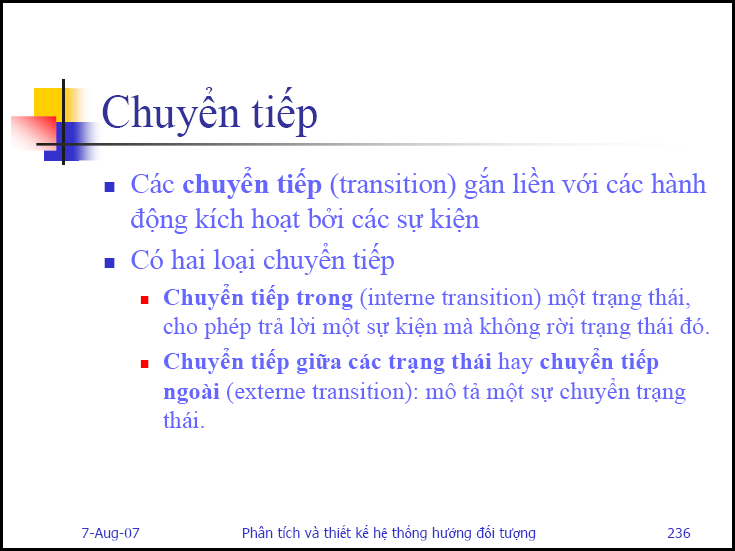 Chuyển tiếp
Các chuyển tiếp (transition) gắn liền với các hành
động kích hoạt bởi các sự kiện
Có hai loại chuyển tiếp
Chuyển tiếp trong (interne transition) một trạng thái,
cho phép trả lời một sự kiện mà không rời trạng thái đó.
Chuyển tiếp giữa các trạng thái hay chuyển tiếp
ngoài (externe transition): mô tả một sự chuyển trạng
thái.
7-Aug-07 Phân tích và thiết kế hệ thống hướng đối tượng 236